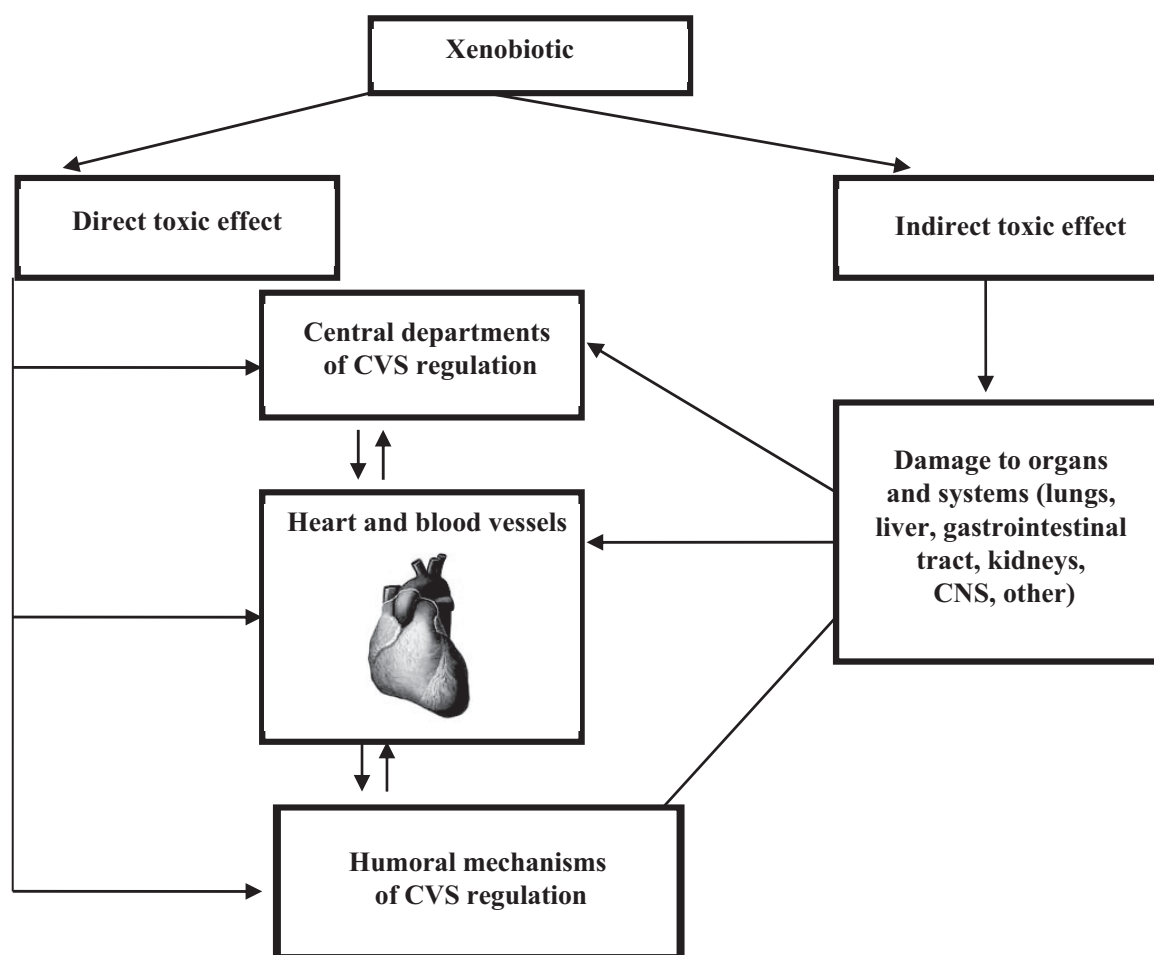 Xenobiotic
Direct toxic effect
Indirect toxic effect
Central departments
of CVS regulation
Damage to organs
and systems (lungs,
liver, gastrointestinal
tract, kidneys,
CNS, other)
Heart and blood vessels
Humoral mechanisms
of CVS regulation